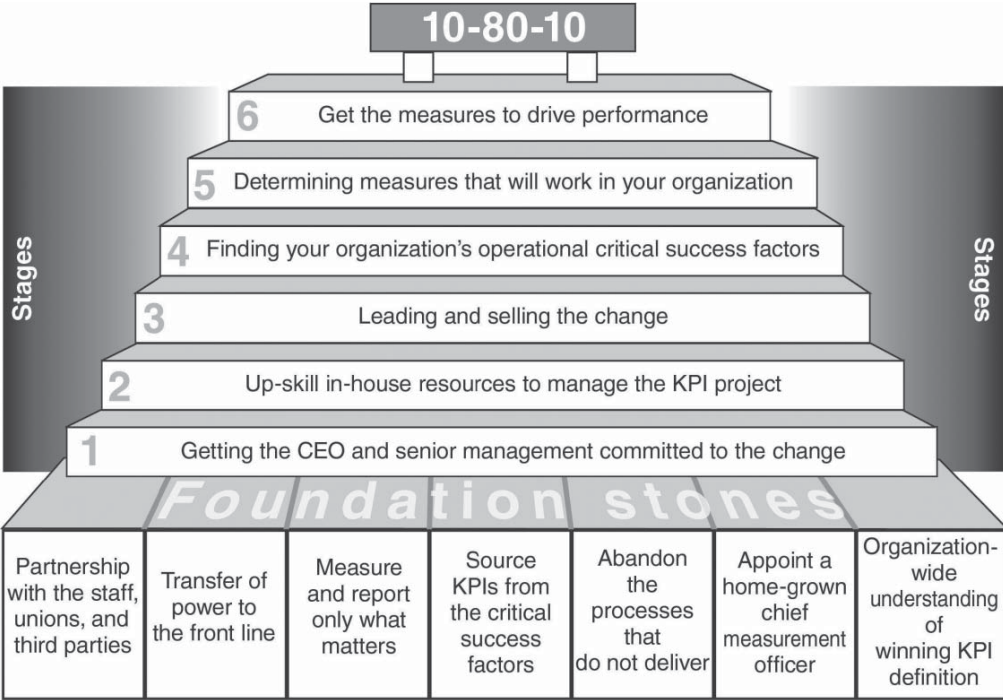 10-80-10
6 Get the measures to drive performance
5 Determining measures that will work in your organization
4 Finding your organization's operational critical success factors
3 Leading and selling the change
2 Up-skill in-house resources to manage the KPI project
1 Getting the CEO and senior management committed to the change
Stages
Stages
Foundation stones
Partnership
with the staff,
unions, and
third parties
Transfer of
power to
the front line
Measure
and report
only what
matters
Source
KPIs from
the critical
success
factors
Abandon
the
processes
that
do not deliver
Appoint a
home-grown
chief
measurement
officer
Organization-
wide
understanding
of
winning KPI
definition